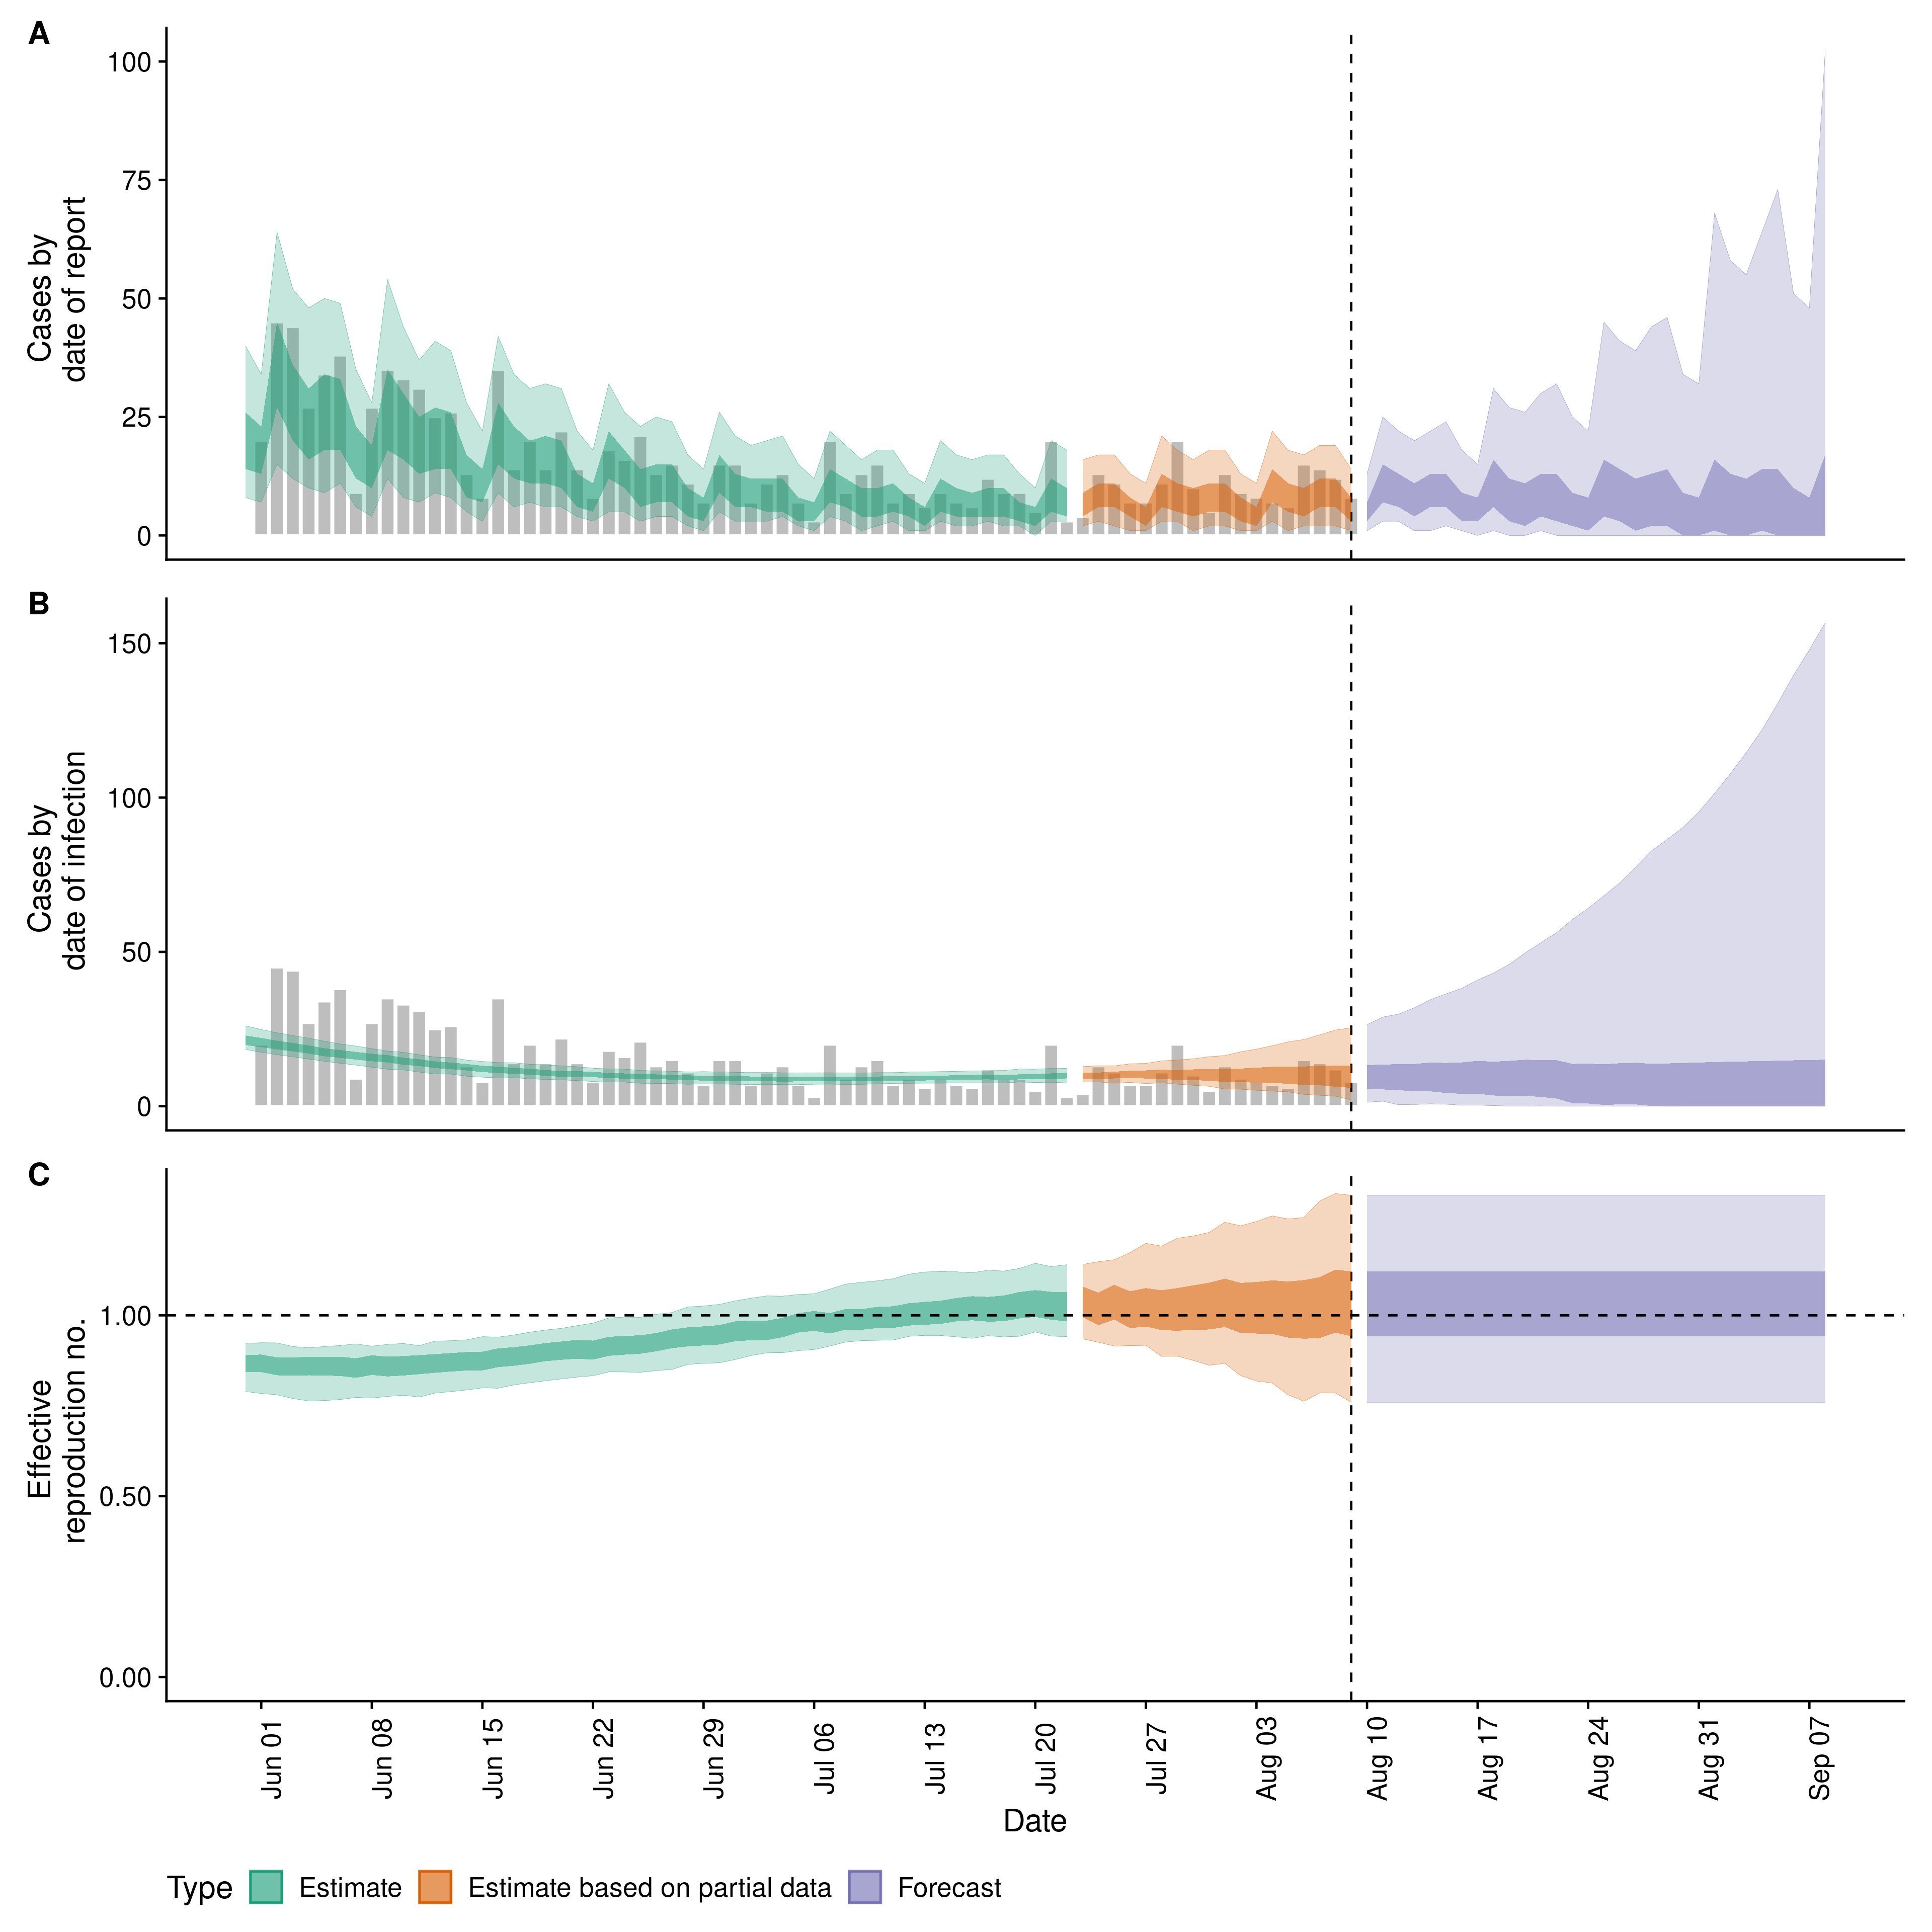 A
Cases by
date of report
100
75
50
25
0
B
Cases by
date of infection
150
100
50
0
C
Effective
reproduction no.
1.00
0.50
0.00
Jun 01
Jun 08
Jun 15
Jun 22
Jun 29
Jul 06
Jul 13
Jul 20
Jul 27
Aug 03
Aug 10
Aug 17
Aug 24
Aug 31
Sep 07
Date
Type Estimate Estimate based on partial data Forecast